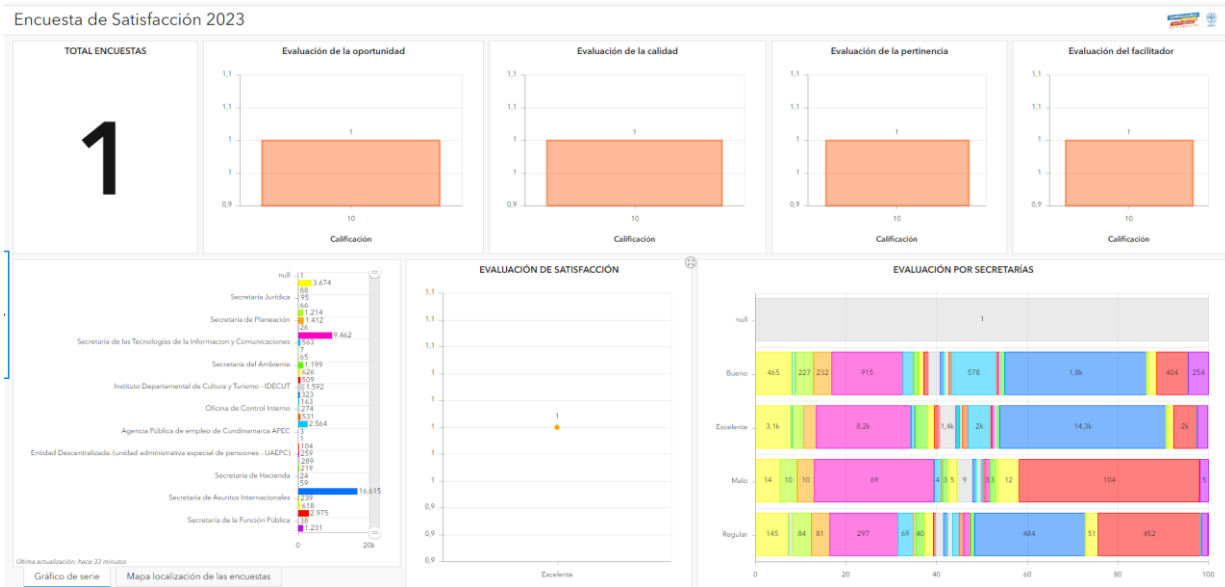 Encuesta de Satisfacción 2023
TOTAL ENCUESTAS
1
Evaluación de la oportunidad
1,1
1,1
1
1
0,9
1
10
Calificación
Evaluación de la calidad
1,1
1,1
1
1
0,9
1
10
Calificación
Evaluación de la pertinencia
1,1
1,1
1
1
0,9
1
10
Calificación
Evaluación del facilitador
1,1
1,1
1
1
0,9
1
10
Calificación
null 1
3.674
88
Secretaría Jurídica 95
66
1.214
Secretaría de Planeación 1.412
26
9.462
Secretaría de las Tecnologías de la Informacion y Comunicaciones 563
7
65
Secretaría del Ambiente 1.199
626
509
Instituto Departamental de Cultura y Turismo - IDECUT 1.592
323
163
Oficina de Control Interno 274
531
2.564
Agencia Pública de empleo de Cundinamarca APEC 3
1
104
Entidad Descentralizada. (unidad administrativa especial de pensiones - UAEPC) 259
289
219
Secretaría de Hacienda 24
59
16.615
Secretaría de Asuntos Internacionales 239
618
2.975
Secretaría de la Función Pública 38
1.231
0 20k
Última actualización: hace 33 minutos
Gráfico de serie Mapa localización de las encuestas
EVALUACIÓN DE SATISFACCIÓN
1,1
1,1
1,1
1
1
1
1
1
0,9
0,9
0,9
1
Excelente
EVALUACIÓN POR SECRETARÍAS
null 1
Bueno 465 227 232 915 578 1,8k 404 254
Excelente 3,1k 8,2k 1,4k 2k 14,3k 2k
Malo 14 10 10 69 4 3 5 9 3 3 12 104 5
Regular 145 84 81 297 69 40 484 51 452
0 20 40 60 80 100